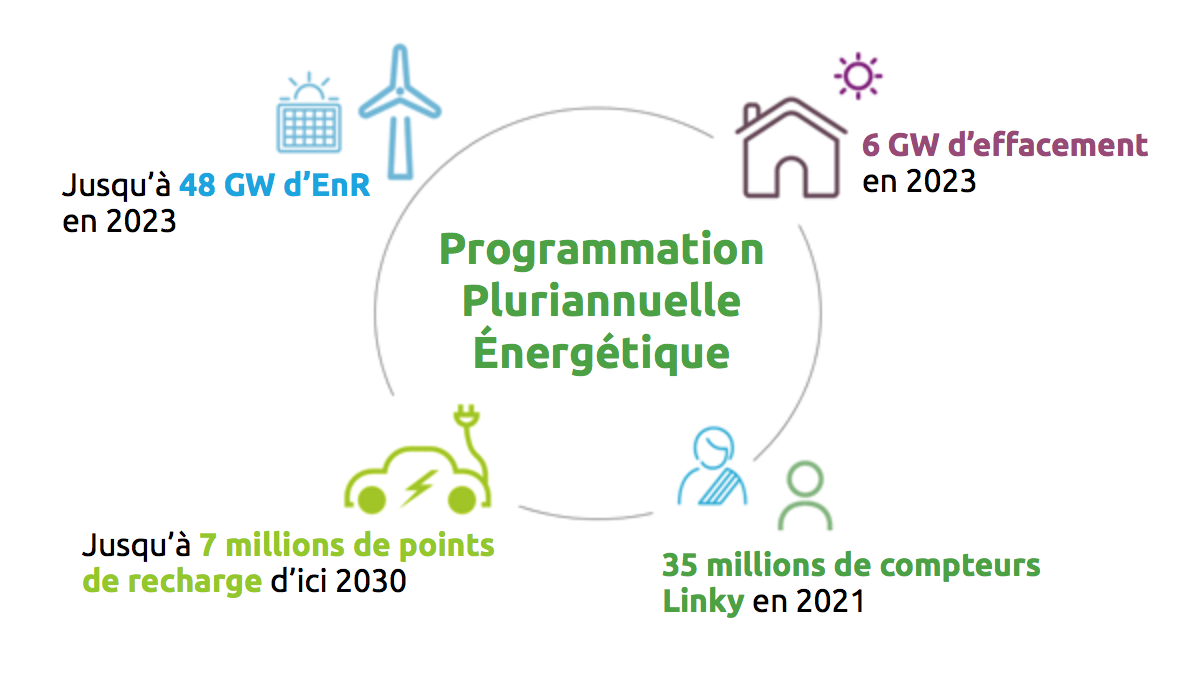 Jusqu’à 48 GW d’EnR
en 2023
6 GW d’effacement
en 2023
Programmation
Pluriannuelle
Énergétique
Jusqu’à 7 millions de points
de recharge d’ici 2030
35 millions de compteurs
Linky en 2021